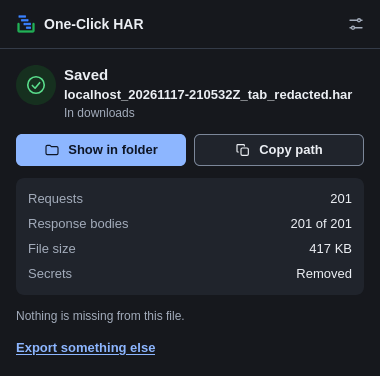 One-Click HAR
Saved
localhost_20261117-210532Z_tab_redacted.har
In downloads
Show in folder
Copy path
Requests 201
Response bodies 201 of 201
File size 417 KB
Secrets Removed
Nothing is missing from this file.
Export something else